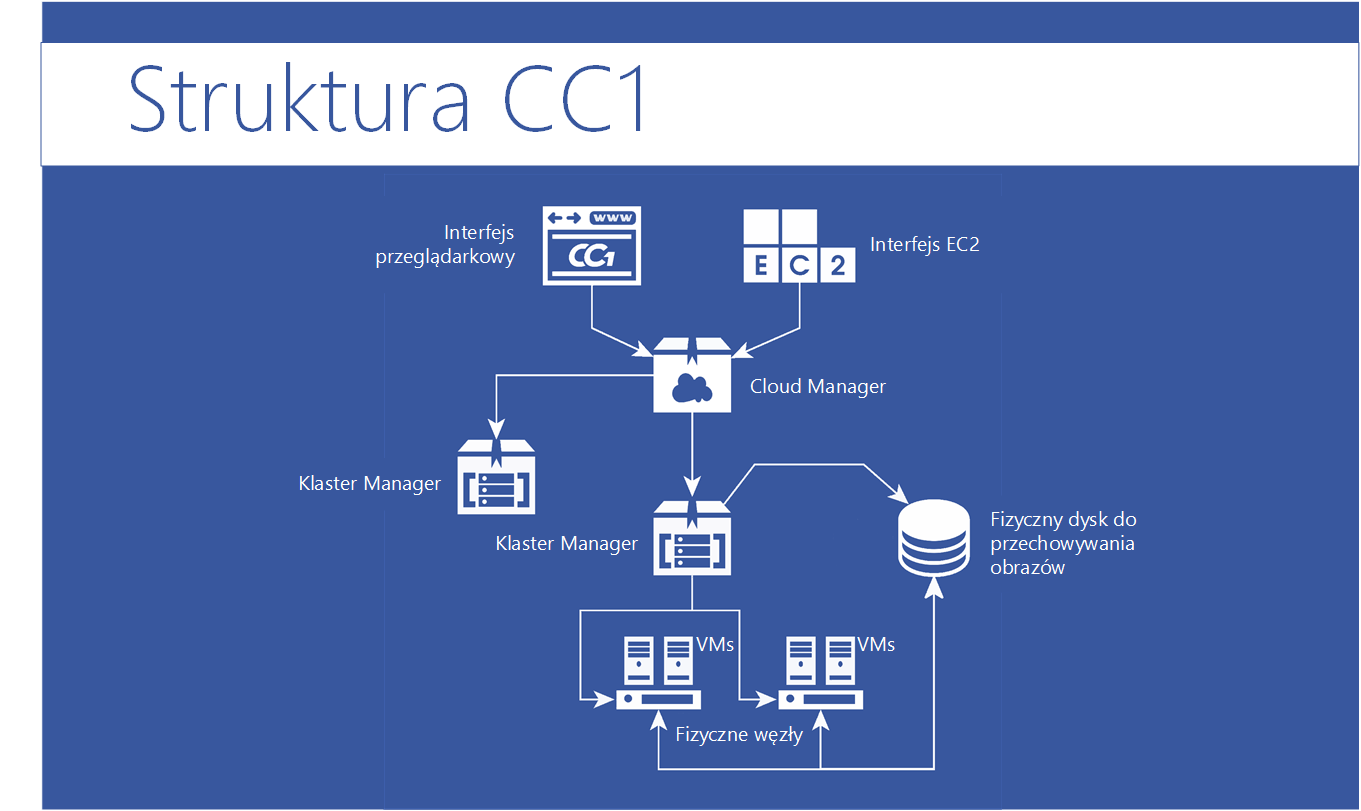 Struktura CC1
Interfejs
przeglądarkowy
WWW
CC1
E C 2
Interfejs EC2
Cloud Manager
Klaster Manager
Klaster Manager
Fizyczny dysk do
przechowywania
obrazów
VMs
VMs
Fizyczne węzły